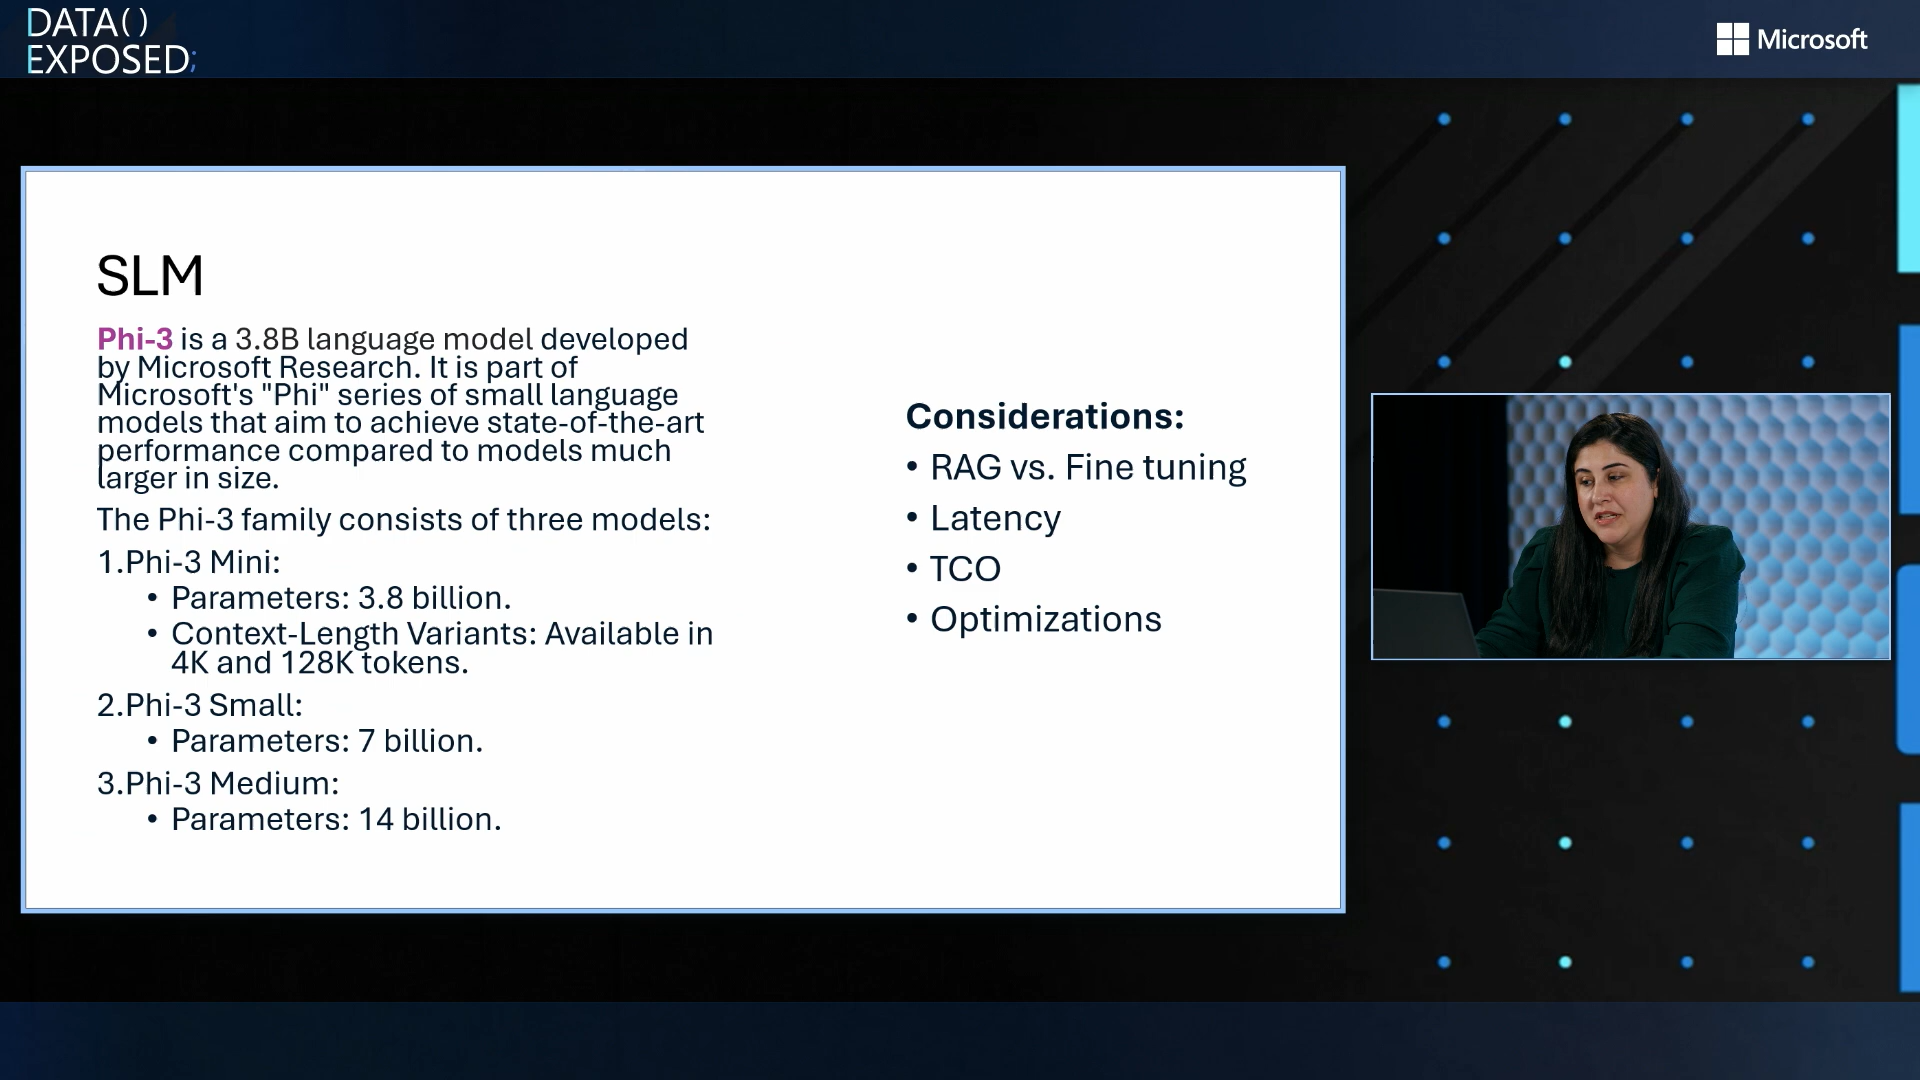 DATA()
EXPOSED;
Microsoft
SLM
Phi-3 is a 3.8B language model developed
by Microsoft Research. It is part of
Microsoft's "Phi" series of small language
models that aim to achieve state-of-the-art
performance compared to models much
larger in size.
The Phi-3 family consists of three models:
1.Phi-3 Mini:
• Parameters: 3.8 billion.
• Context-Length Variants: Available in
4K and 128K tokens.
2.Phi-3 Small:
• Parameters: 7 billion.
3.Phi-3 Medium:
• Parameters: 14 billion.
Considerations:
• RAG vs. Fine tuning
• Latency
• TCO
• Optimizations